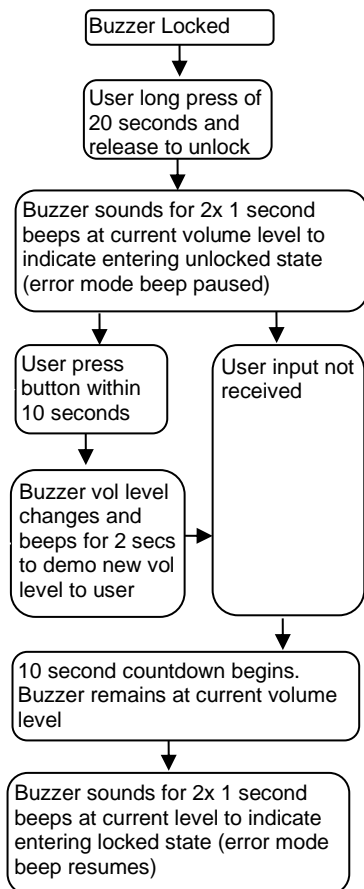 Buzzer Locked
User long press of
20 seconds and
release to unlock
Buzzer sounds for 2x 1 second
beeps at current volume level to
indicate entering unlocked state
(error mode beep paused)
User press
button within
10 seconds
User input not
received
Buzzer vol level
changes and
beeps for 2 secs
to demo new vol
level to user
10 second countdown begins.
Buzzer remains at current volume
level
Buzzer sounds for 2x 1 second
beeps at current level to indicate
entering locked state (error mode
beep resumes)